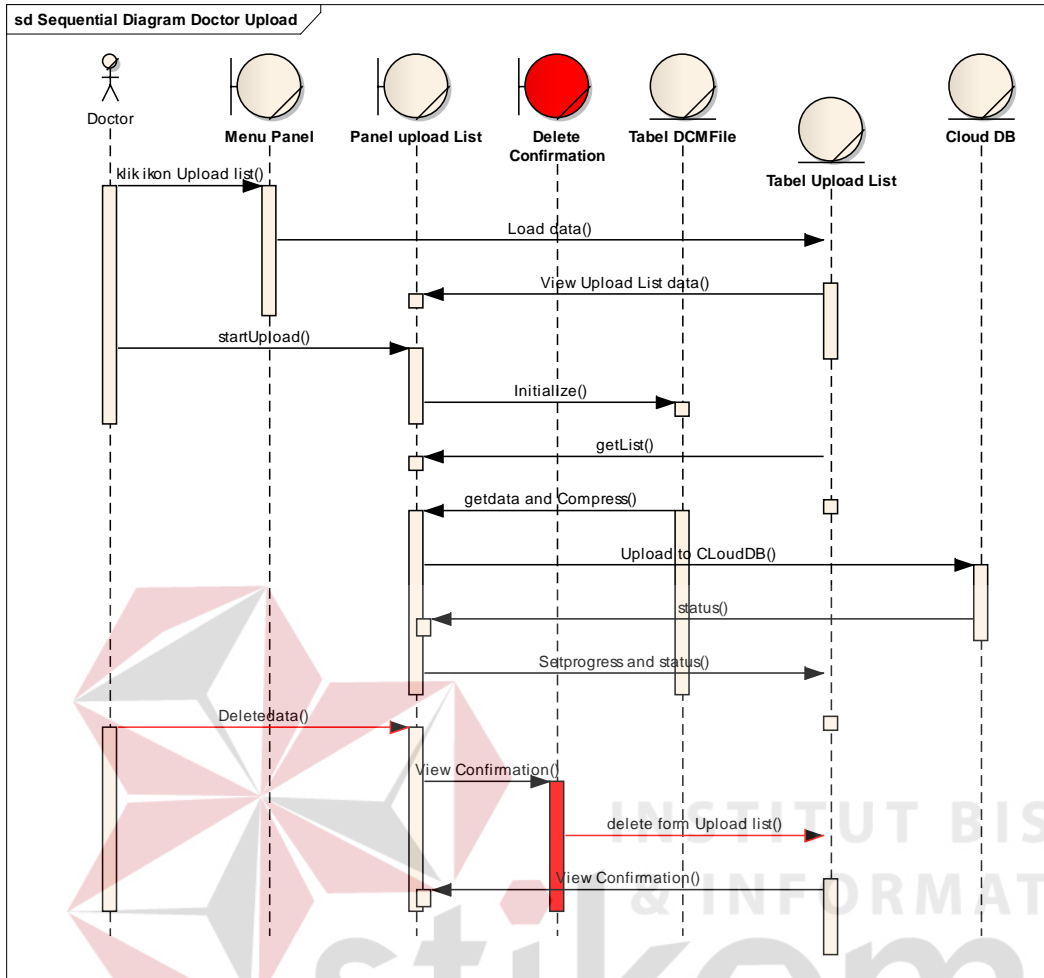 sd Sequential Diagram Doctor Upload
Doctor
Menu Panel
Panel upload List
Delete
Confirmation
Tabel DCMFile
Tabel Upload List
Cloud DB
klik ikon Upload list()
Load data()
View Upload List data()
startUpload()
Initialize()
getList()
getdata and Compress()
Upload to CLoudDB()
status()
Setprogress and status()
Deletedata()
View Confirmation()
delete form Upload list()
View Confirmation()
INSTITUT BIS
& INFORMAT
stikom